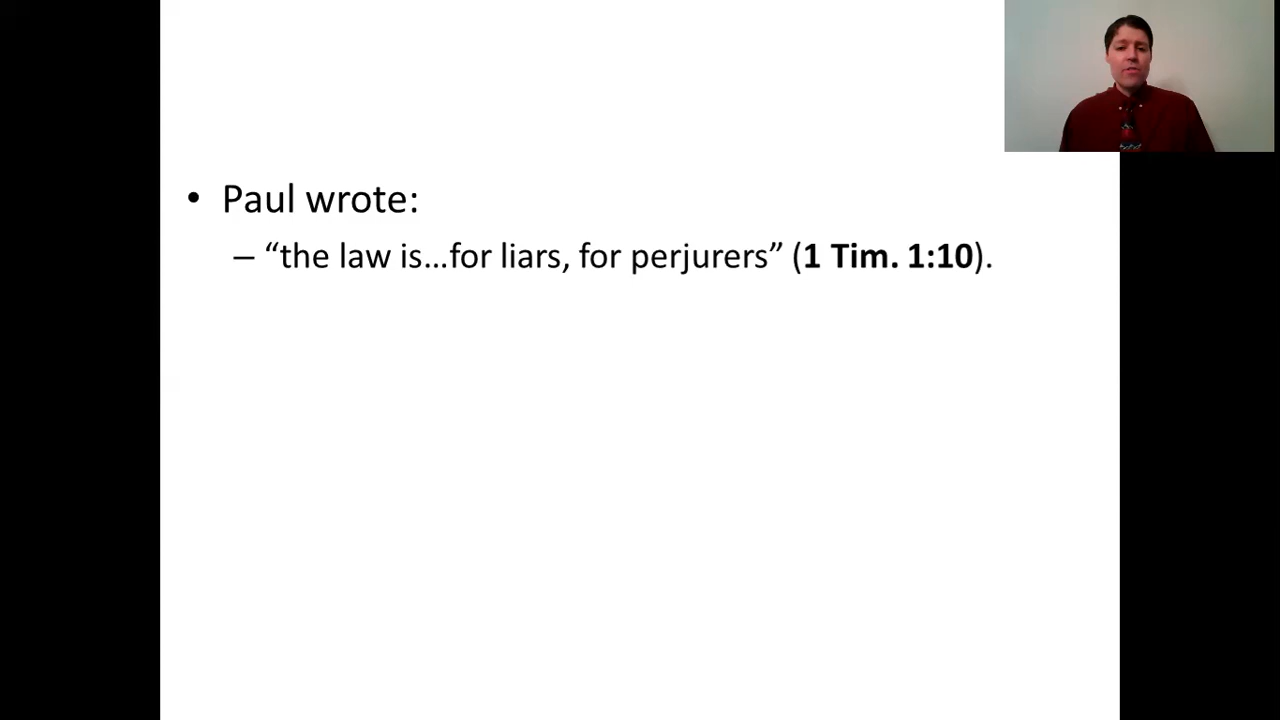 • Paul wrote:
– “the law is…for liars, for perjurers” (1 Tim. 1:10).